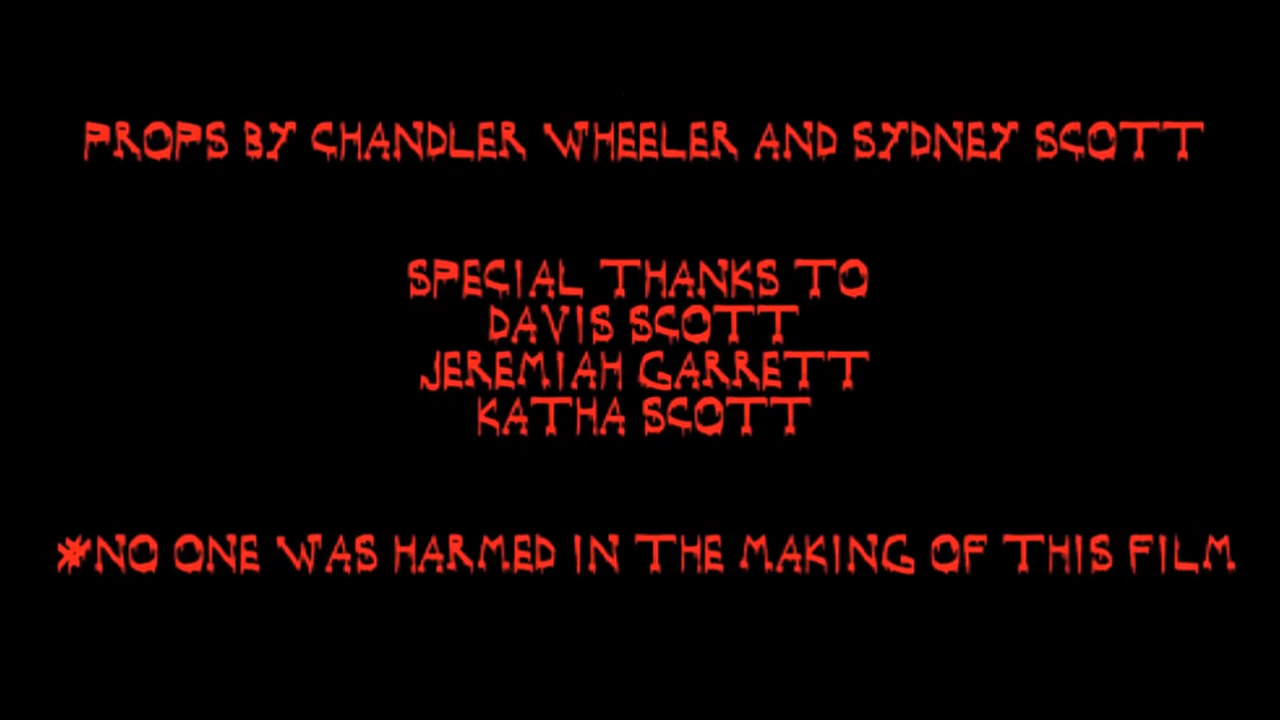 PROPS BY CHANDLER WHEELER AND SYDNEY SCOTT
SPECIAL THANKS TO
DAVIS SCOTT
JEREMIAH GARRETT
KATHA SCOTT
*NO ONE WAS HARMED IN THE MAKING OF THIS FILM